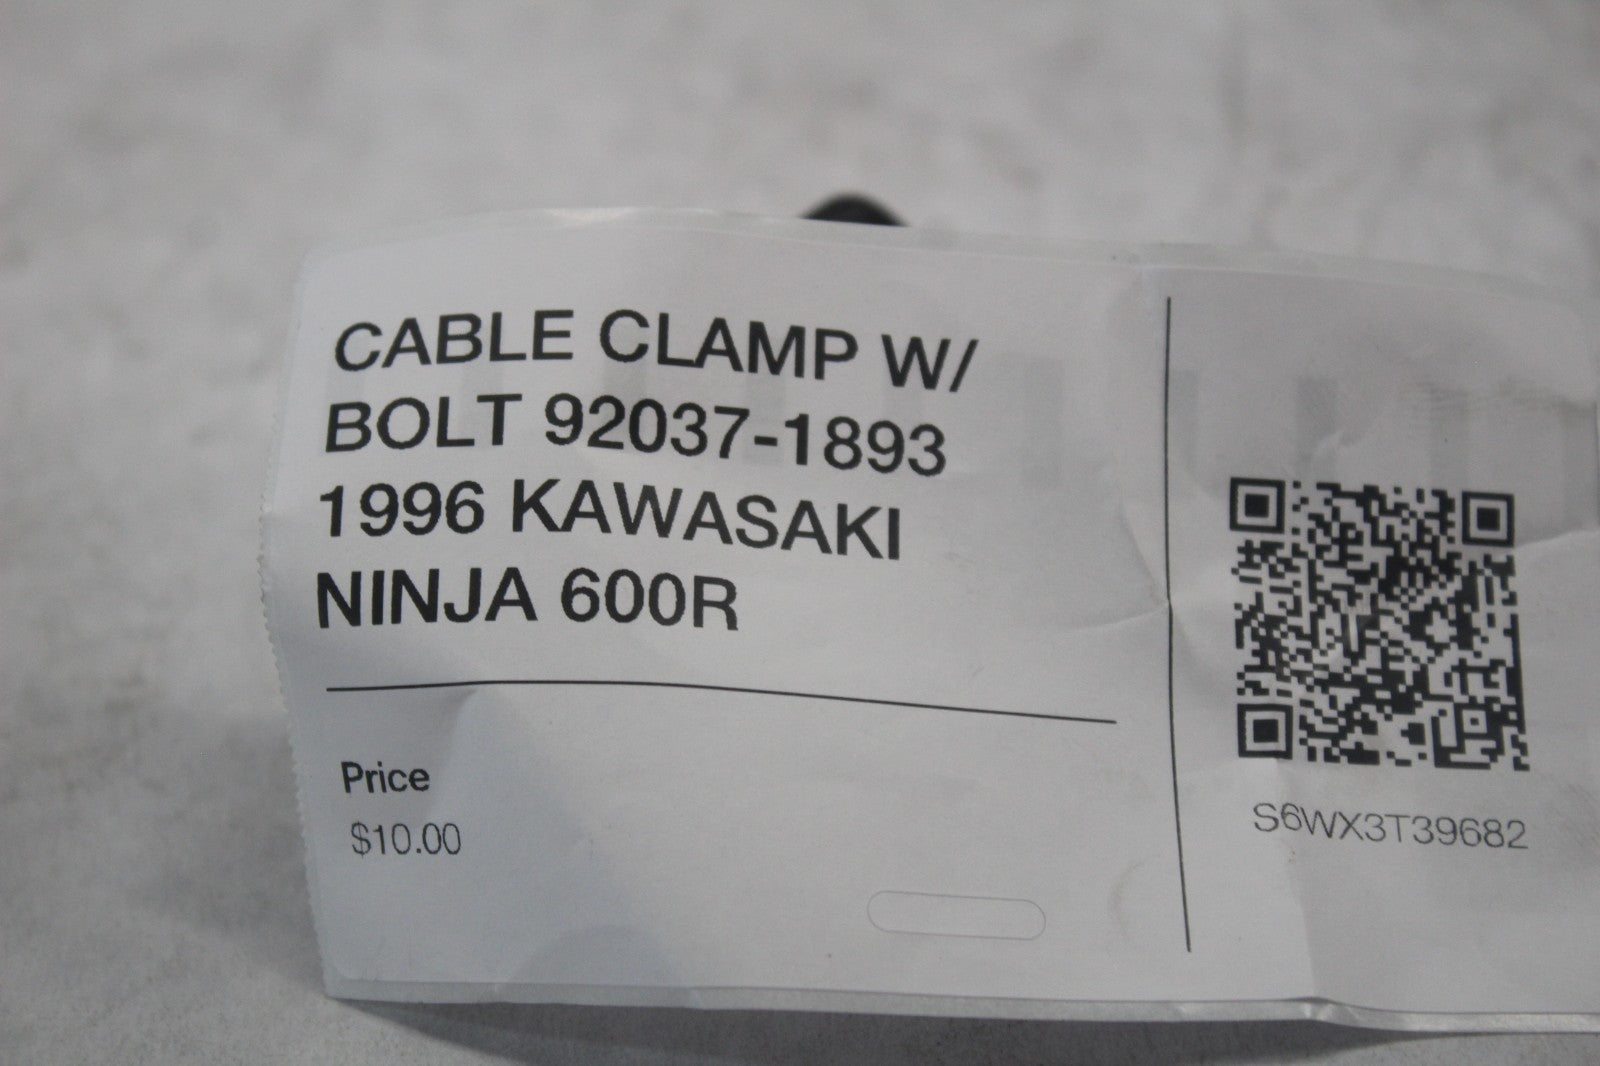 CABLE CLAMP W/
BOLT 92037-1893
1996 KAWASAKI
NINJA 600R
Price
$10.00
S6WX3T39682